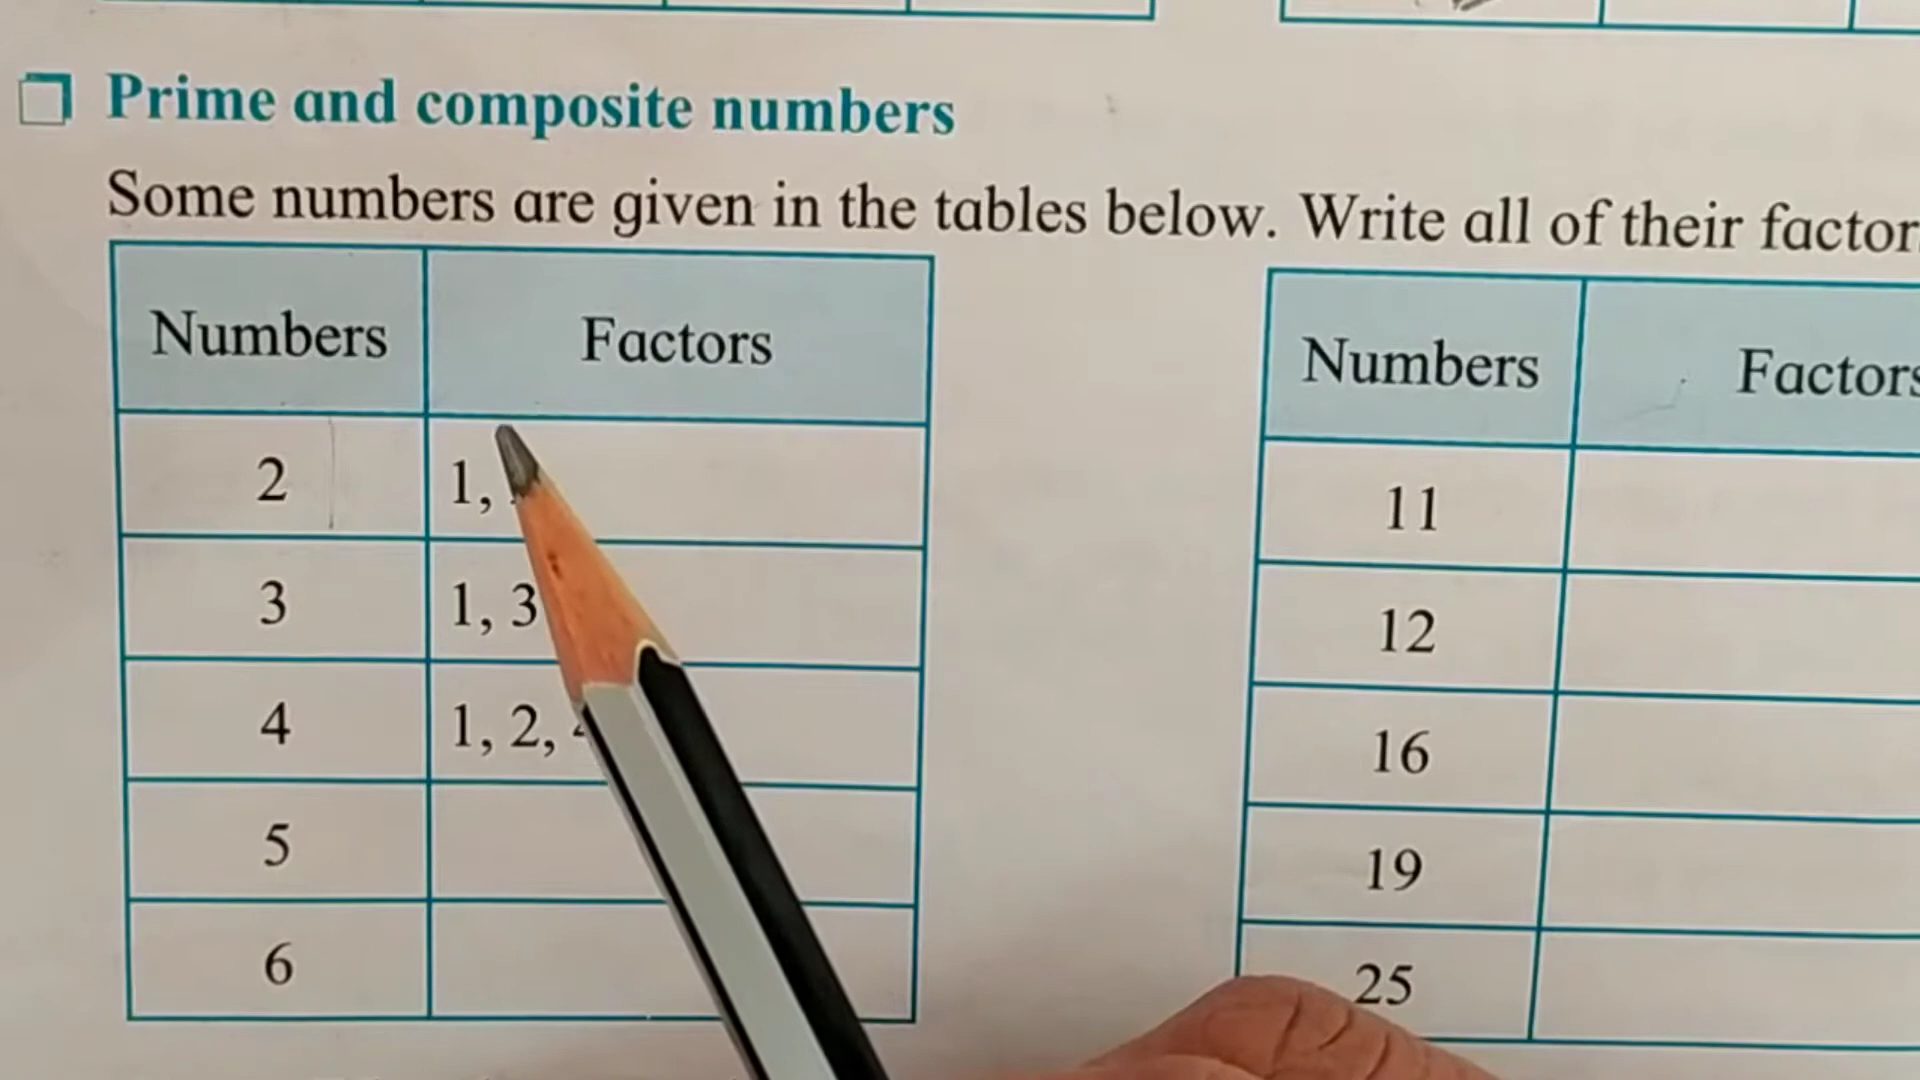 Prime and composite numbers
Some numbers are given in the tables below. Write all of their factor
Numbers Factors
2 1,
3 1, 3
4 1, 2,
5
6
Numbers Factors
11
12
16
19
25